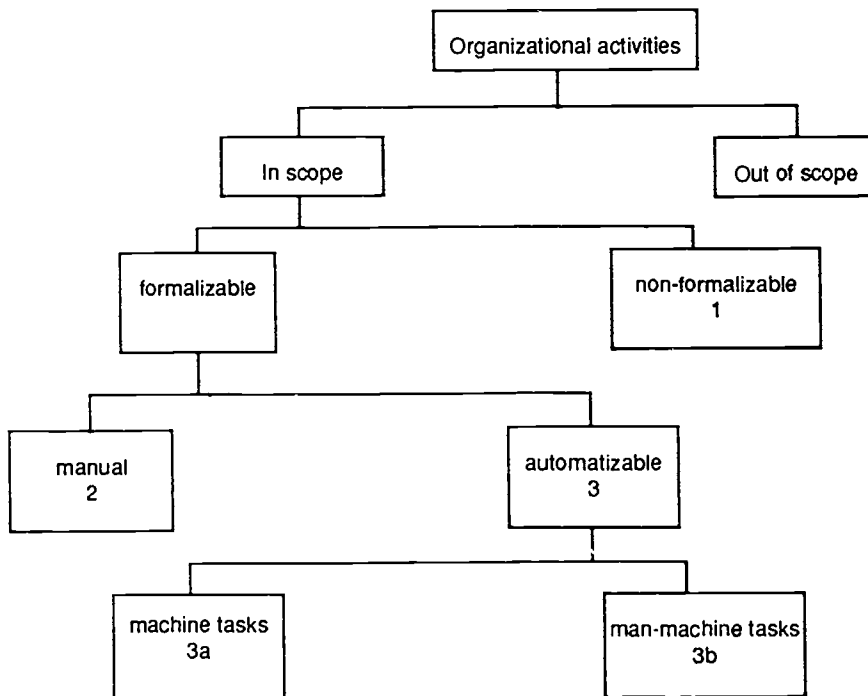 Organizational activities
In scope
Out of scope
formalizable
non-formalizable
1
manual
2
automatizable
3
machine tasks
3a
man-machine tasks
3b